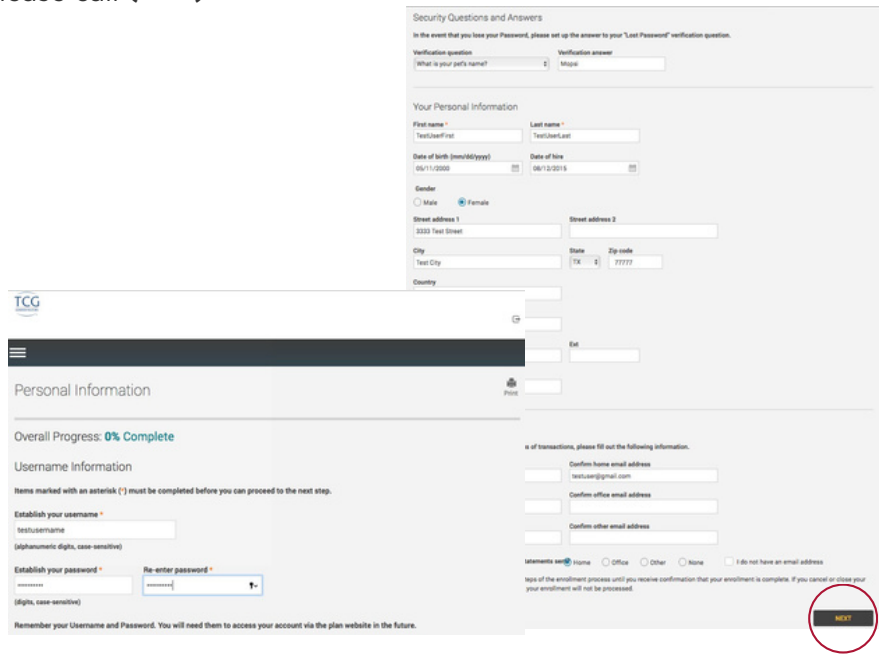 Security Questions and Answers
In the event that you lose your Password, please set up the answer to your "Lost Password" verification question.
Verification question Verification answer
What is your pet's name? Mopsi
Your Personal Information
First name * Last name *
TestUserFirst TestUserLast
Date of birth (mm/dd/yyyy) Date of hire
05/11/2000 08/12/2015
Gender
Male Female
Street address 1 Street address 2
3333 Test Street
City State Zip code
Test City TX 77777
Country
Ext
of transactions, please fill out the following information.
Confirm home email address
testuser@gmail.com
Confirm office email address
Confirm other email address
Home Office Other None I do not have an email address
of the enrollment process until you receive confirmation that your enrollment is complete. If you cancel or close your
your enrollment will not be processed.
NEXT
TCG
Personal Information
Print
Overall Progress: 0% Complete
Username Information
Items marked with an asterisk (*) must be completed before you can proceed to the next step.
Establish your username *
testusername
(alphanumeric digits, case-sensitive)
Establish your password * Re-enter password *
(digits, case-sensitive)
Remember your Username and Password. You will need them to access your account via the plan website in the future.